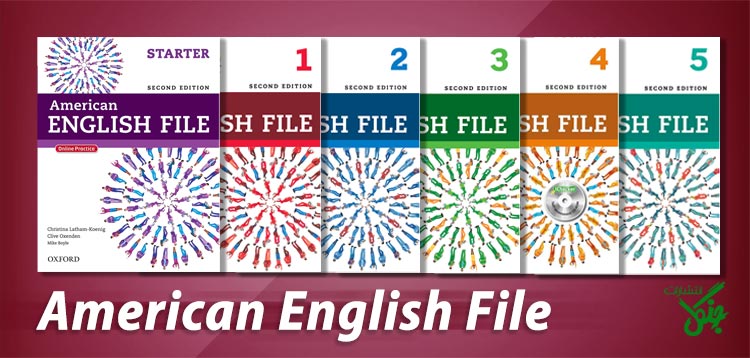 STARTER
SECOND EDITION
American
ENGLISH FILE
Online Practice
Christina Latham-Koenig
Clive Oxenden
Mike Boyle
OXFORD
1
SECOND EDITION
SH FILE
2
SECOND EDITION
SH FILE
3
SECOND EDITION
SH FILE
4
SECOND EDITION
SH FILE
5
SECOND EDITION
SH FILE
American English File
انتشارات
جنگل